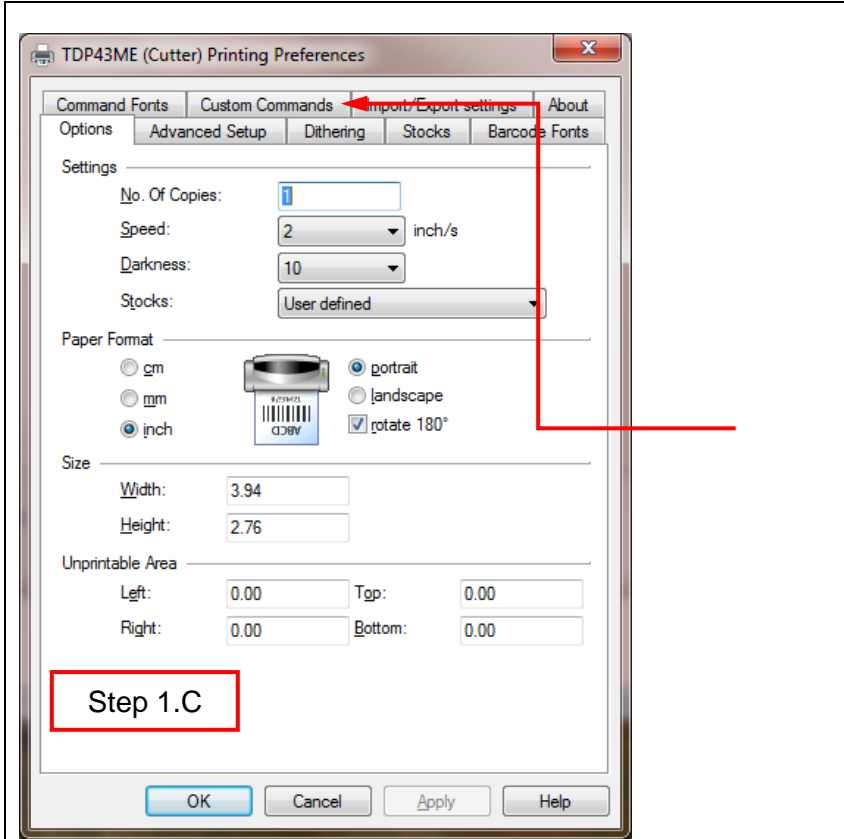 TDP43ME (Cutter) Printing Preferences
Command Fonts Custom Commands Import/Export settings About
Options Advanced Setup Dithering Stocks Barcode Fonts
Settings
No. Of Copies: 1
Speed: 2 inch/s
Darkness: 10
Stocks: User defined
Paper Format
cm portrait
mm landscape
inch rotate 180°
ABCD
12345678
Size
Width: 3.94
Height: 2.76
Unprintable Area
Left: 0.00 Top: 0.00
Right: 0.00 Bottom: 0.00
Step 1.C
OK Cancel Apply Help